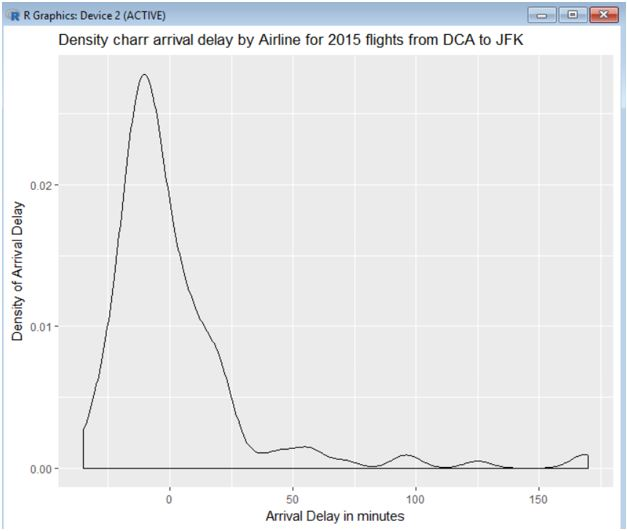 R Graphics: Device 2 (ACTIVE)
Density charr arrival delay by Airline for 2015 flights from DCA to JFK
Density of Arrival Delay
0.02
0.01
0.00
0 50 100 150
Arrival Delay in minutes